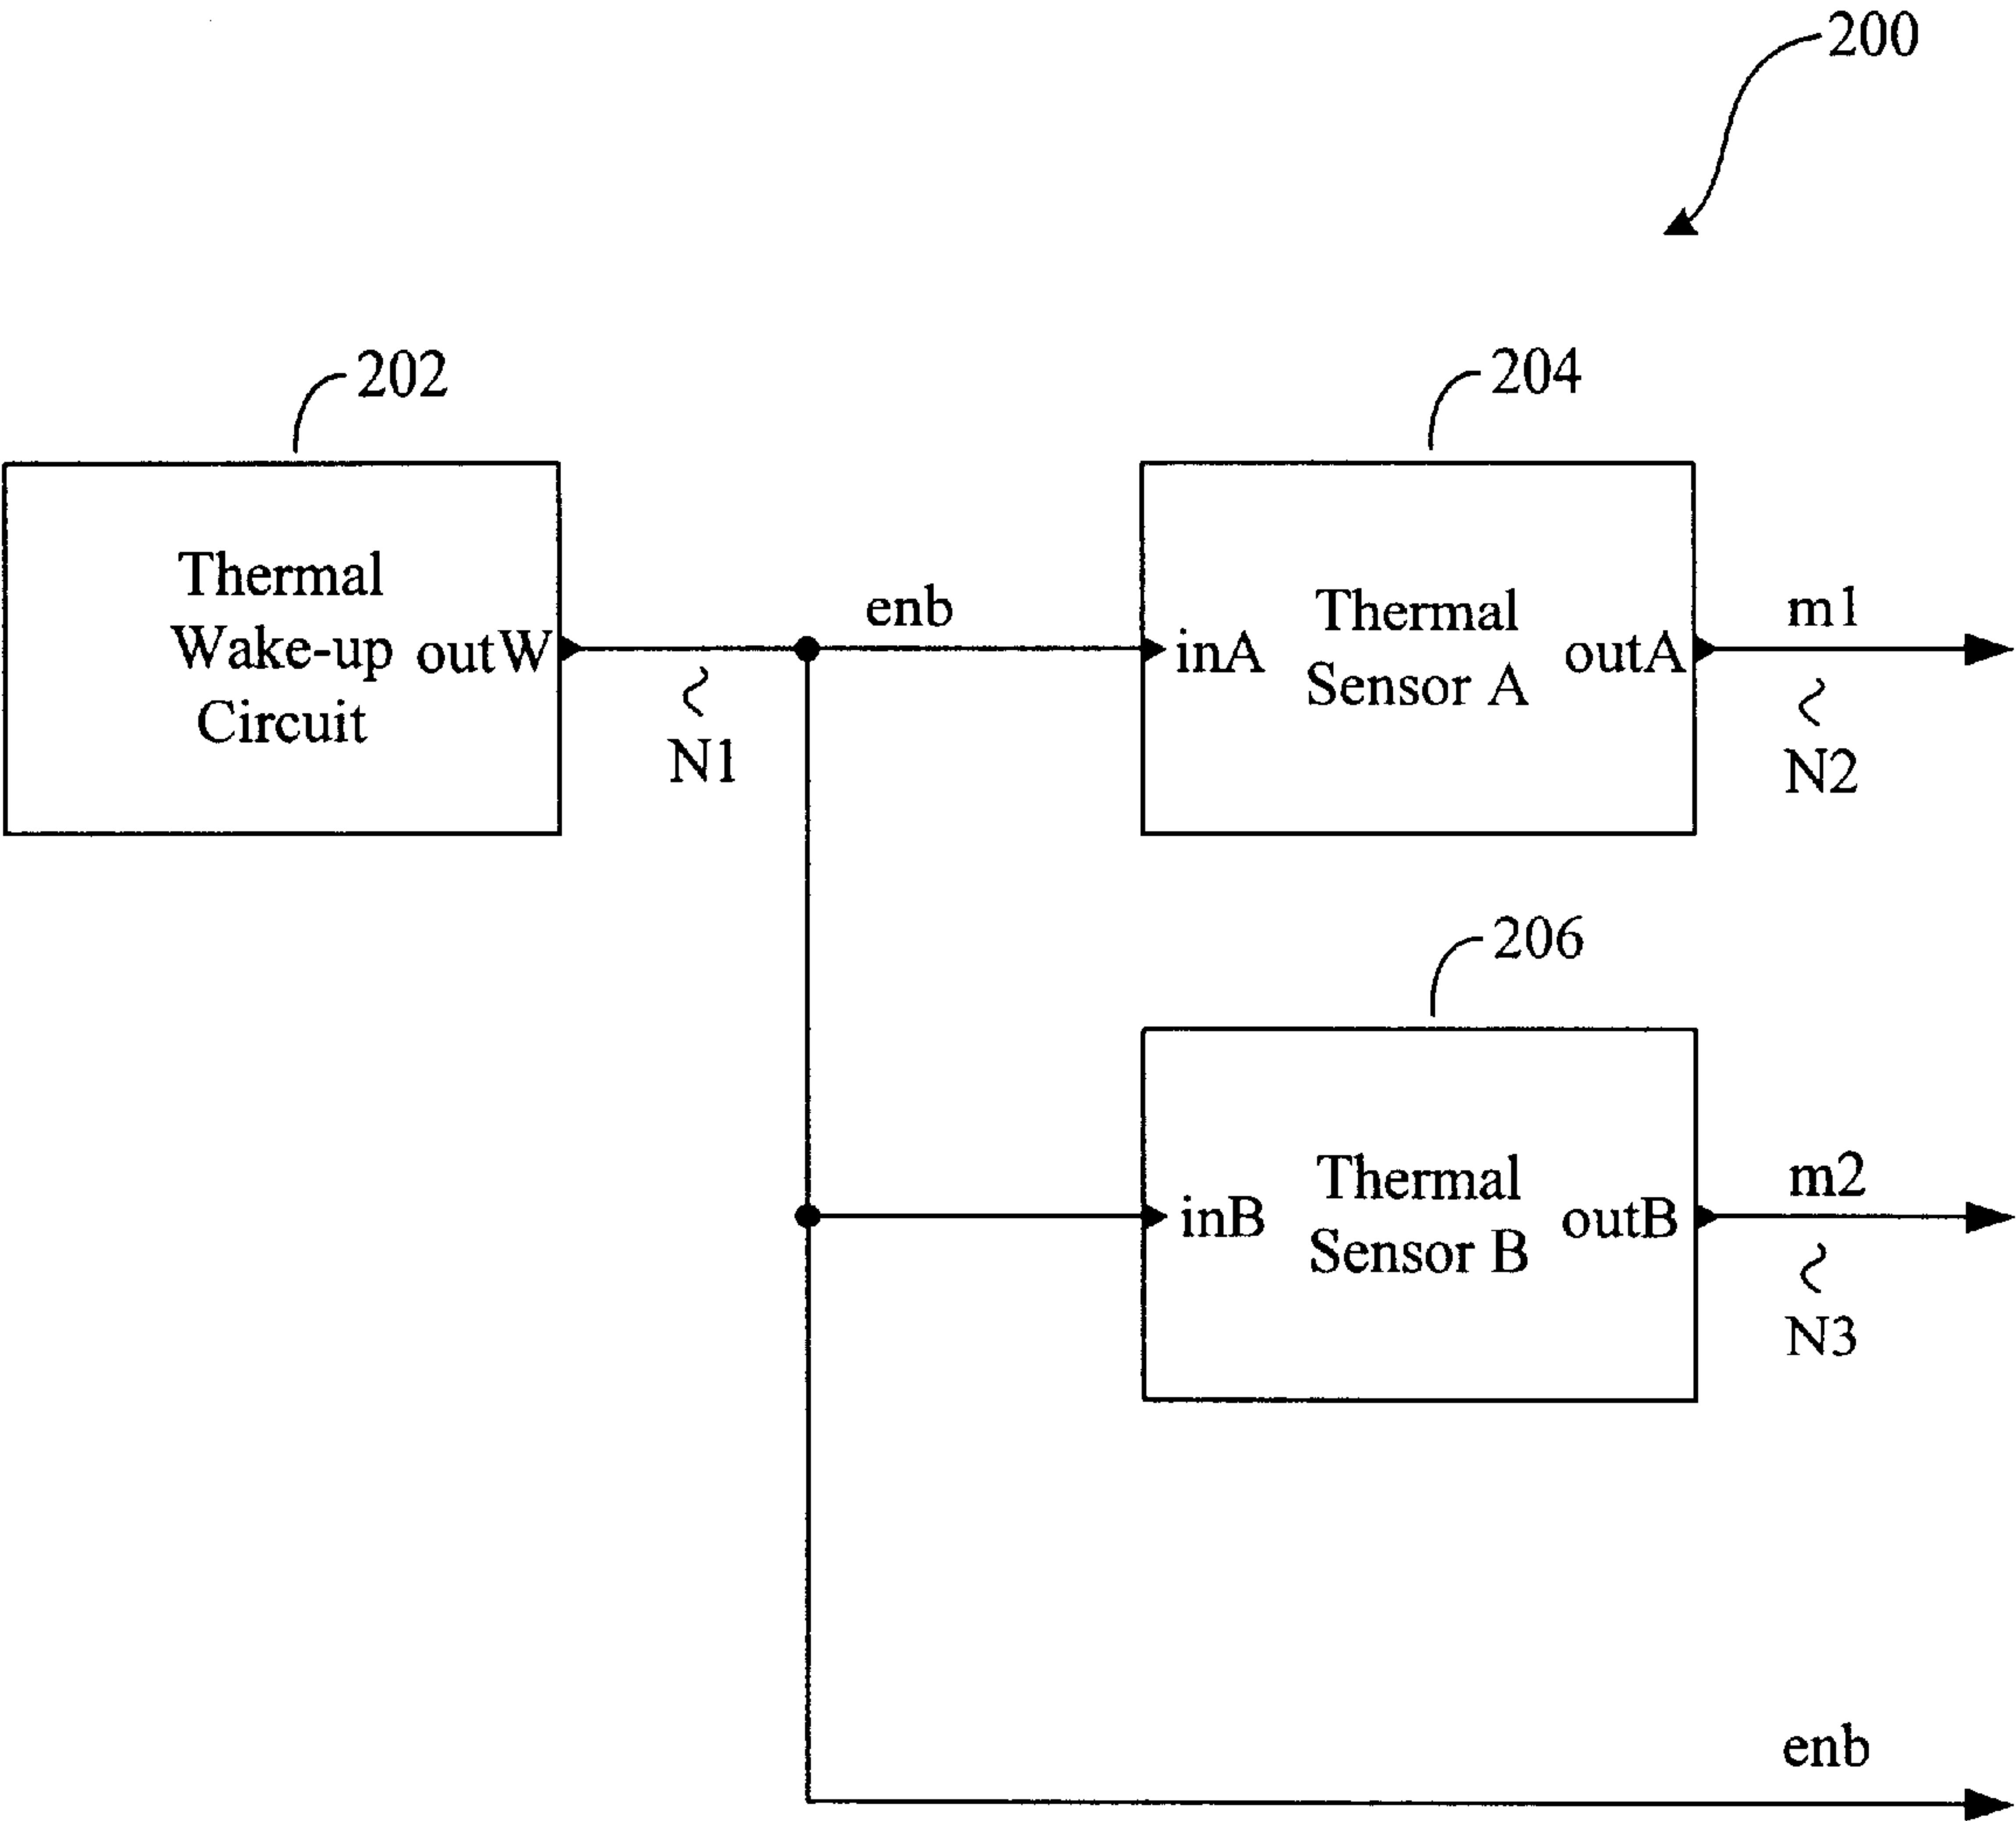 200
202
204
Thermal
Wake-up
Circuit
outW
enb
N1
inA
Thermal
Sensor A
outA
m1
N2
206
inB
Thermal
Sensor B
outB
m2
N3
enb